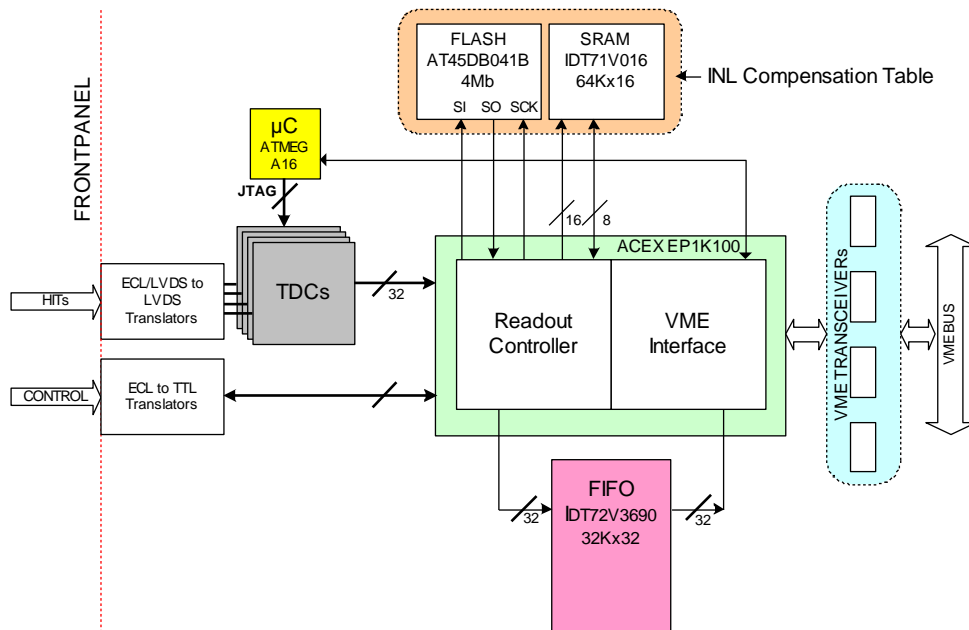 FLASH
AT45DB041B
4Mb
SI SO SCK
SRAM
IDT71V016
64Kx16
INL Compensation Table
µC
ATMEG
A16
JTAG
FRONTPANEL
16
8
ACEX EP1K100
HITs
ECL/LVDS to
LVDS
Translators
TDCs
32
Readout
Controller
VME
Interface
VME TRANSCEIVERs
VMEBUS
CONTROL
ECL to TTL
Translators
FIFO
IDT72V3690
32Kx32
32
32